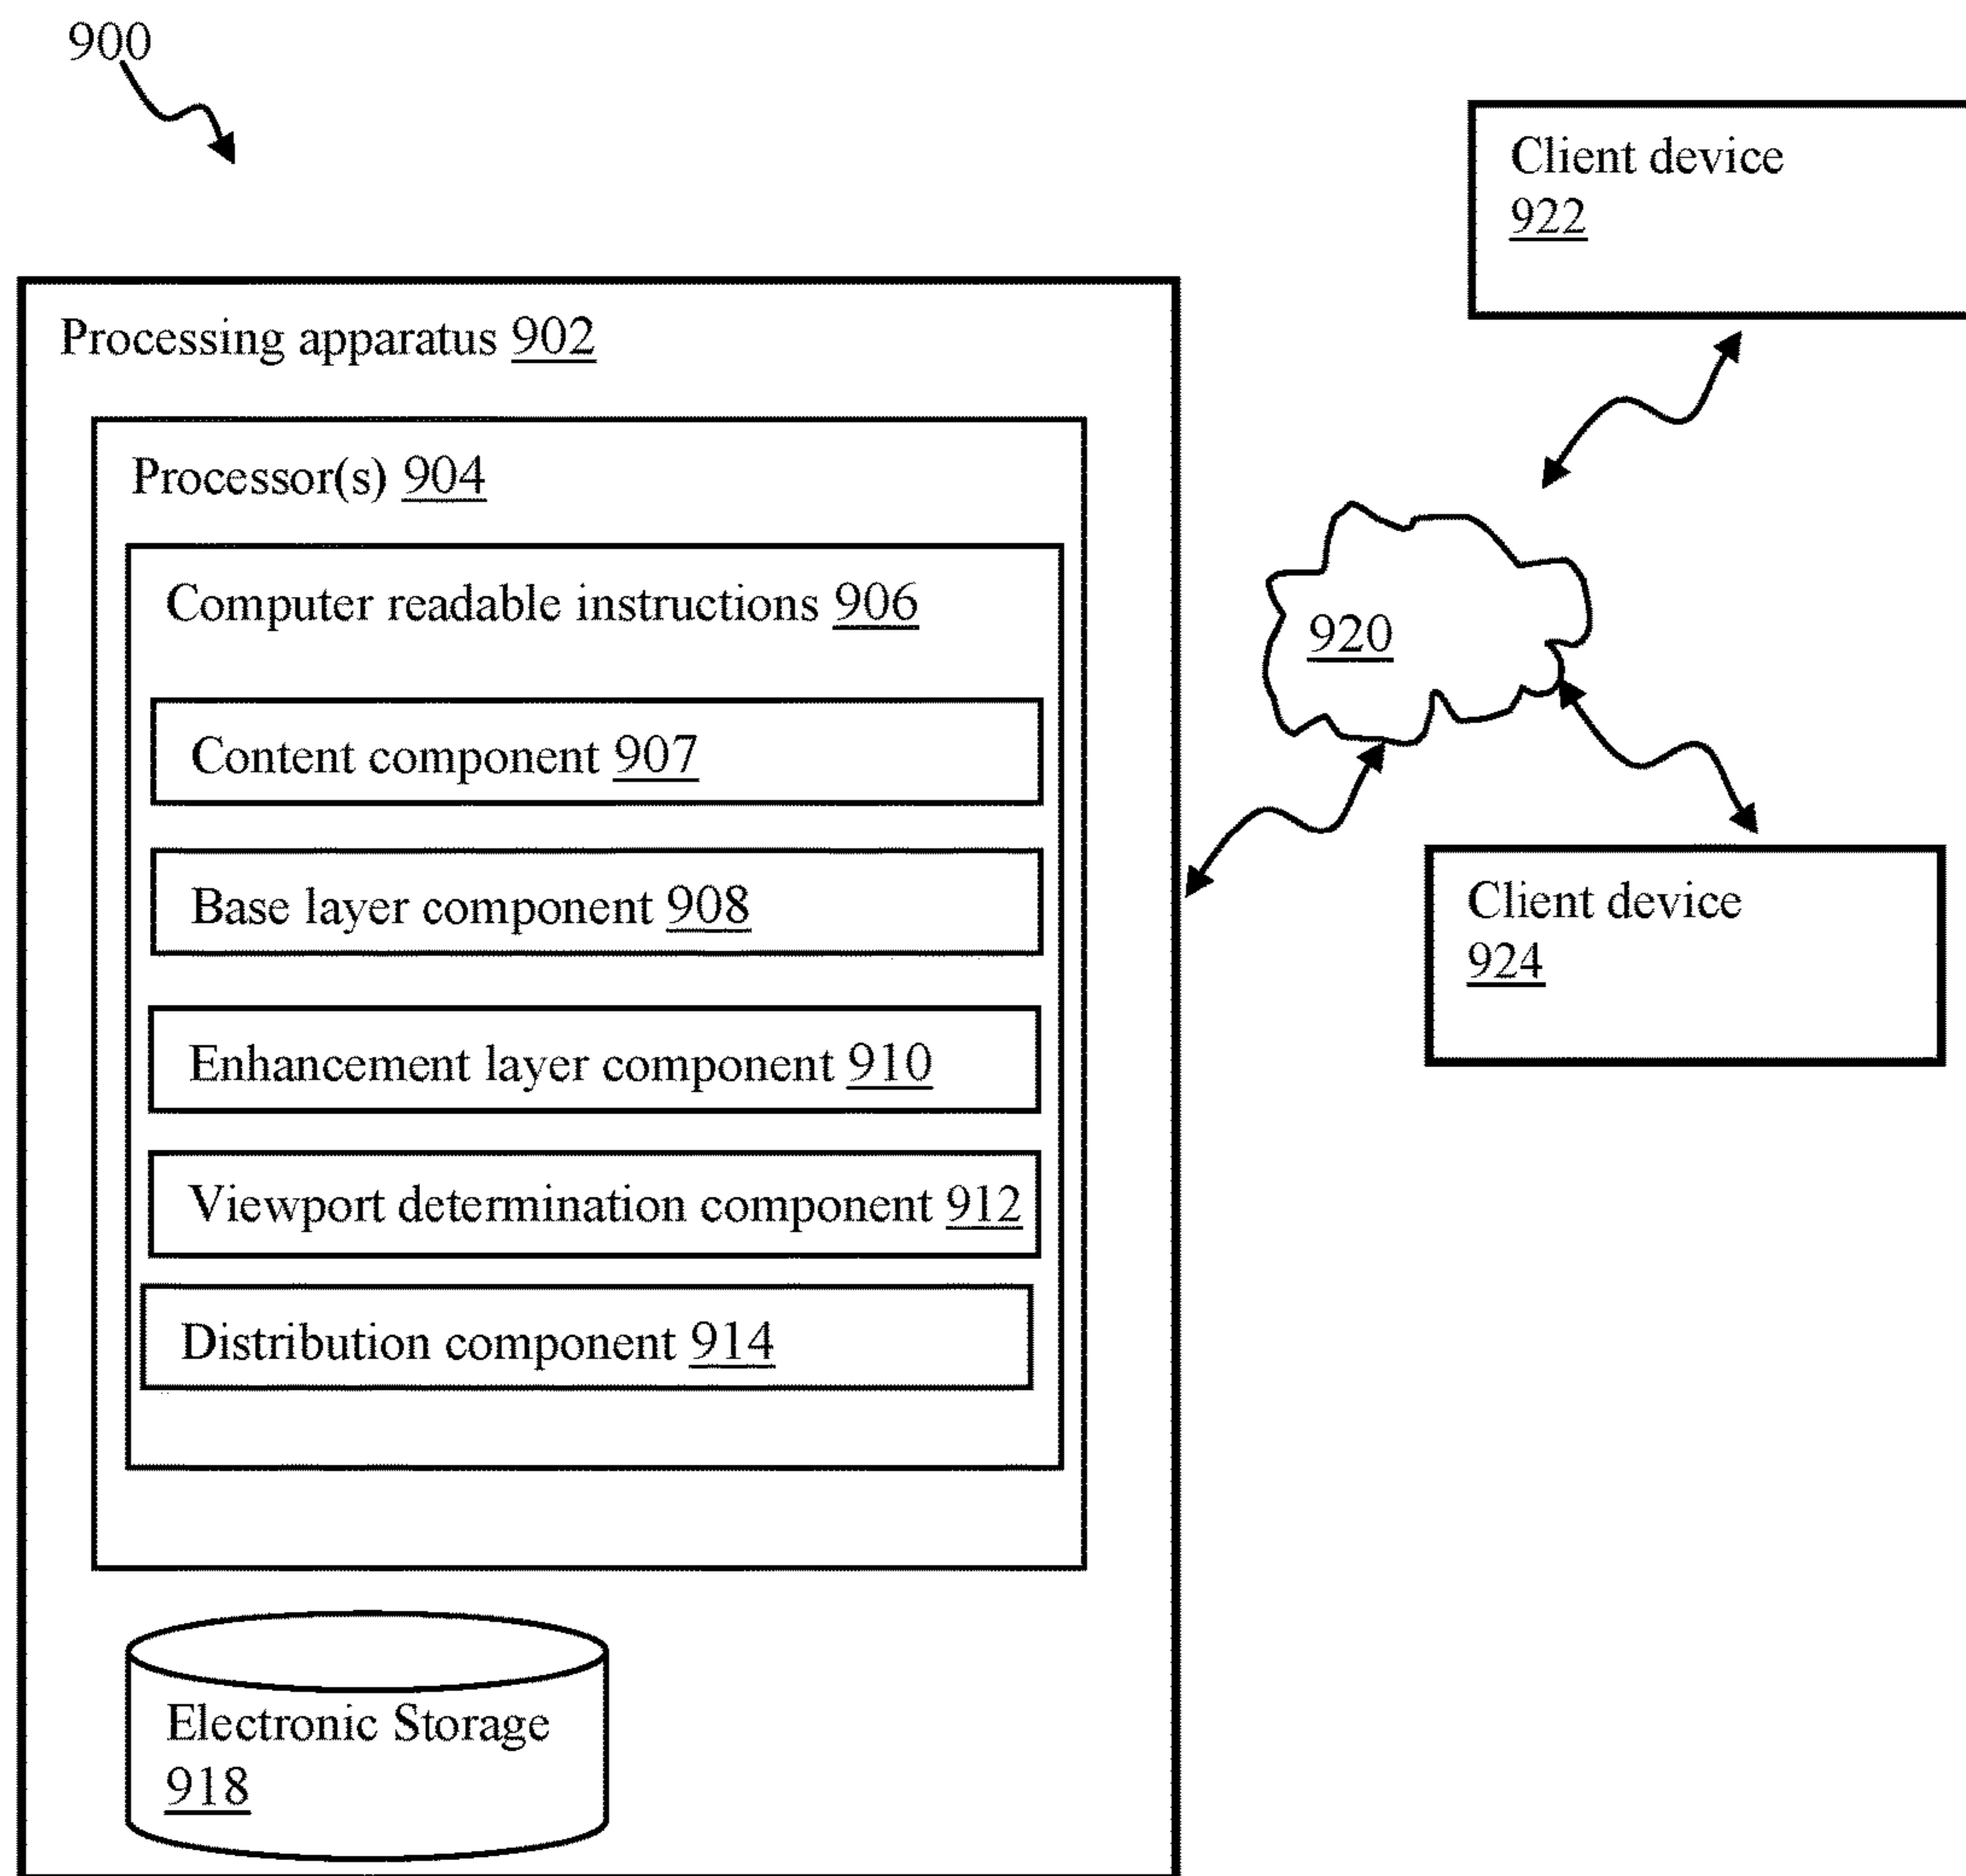 900
Client device
922
Processing apparatus 902
Processor(s) 904
Computer readable instructions 906
920
Content component 907
Base layer component 908
Client device
924
Enhancement layer component 910
Viewport determination component 912
Distribution component 914
Electronic Storage
918